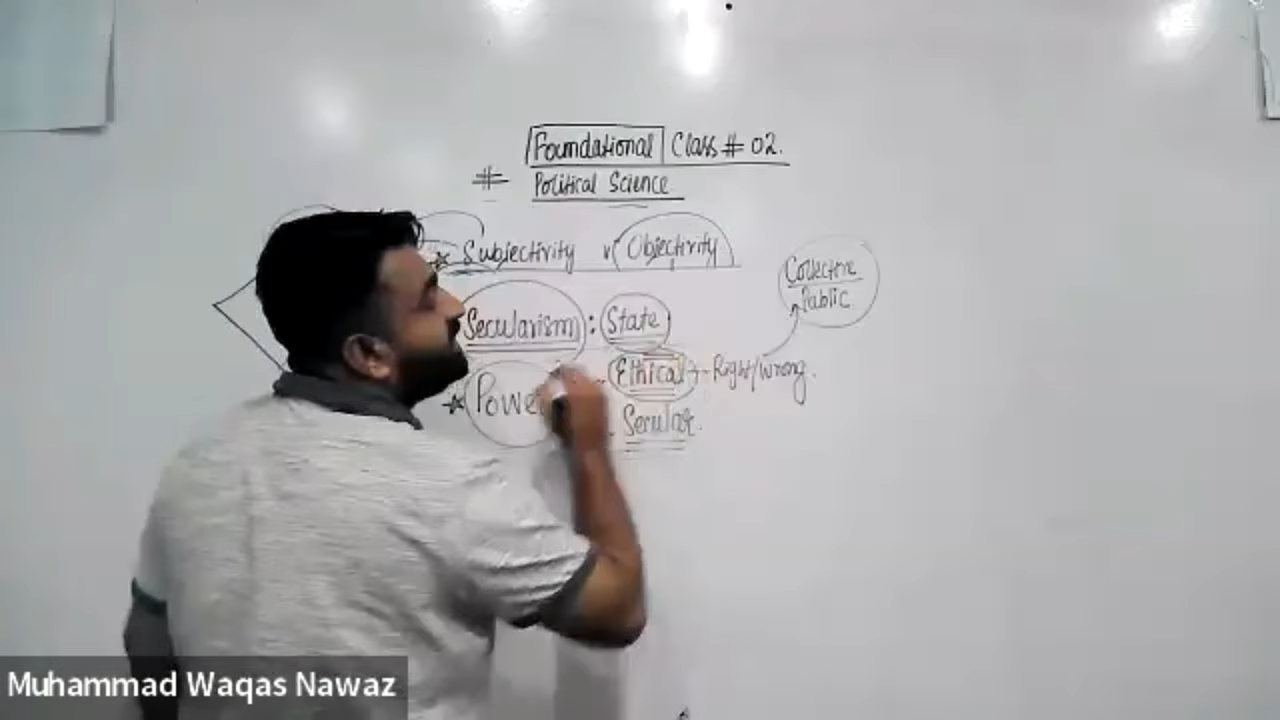 Foundational Class # 02.
# Political Science
* Subjectivity v Objectivity
Collective
Public
Secularism : State
Ethical → Right/Wrong.
* Power
Secular.
Muhammad Waqas Nawaz